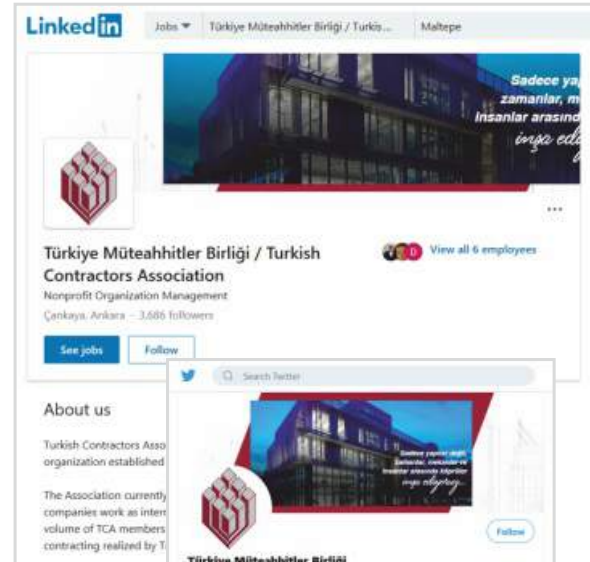 Linked in
Jobs Türkiye Müteahhitler Birliği / Turkis... Maltepe
Sadece ya
zamanlar, m
insanlar arasınd
inşa ed
...
Türkiye Müteahhitler Birliği / Turkish
Contractors Association
D View all 6 employees
Nonprofit Organization Management
Çankaya, Ankara - 3,686 followers
See jobs Follow
About us
Turkish Contractors Asso
organization established
The Association currently
companies work as intern
volume of TCA members
contracting realized by T
Search Twitter
Sadece yapılar değil,
zamanlar, mekanlar ve
insanlar arasında köprüler
inşa ediyoruz...
Follow
Türkiye Müteahhitler Birliği